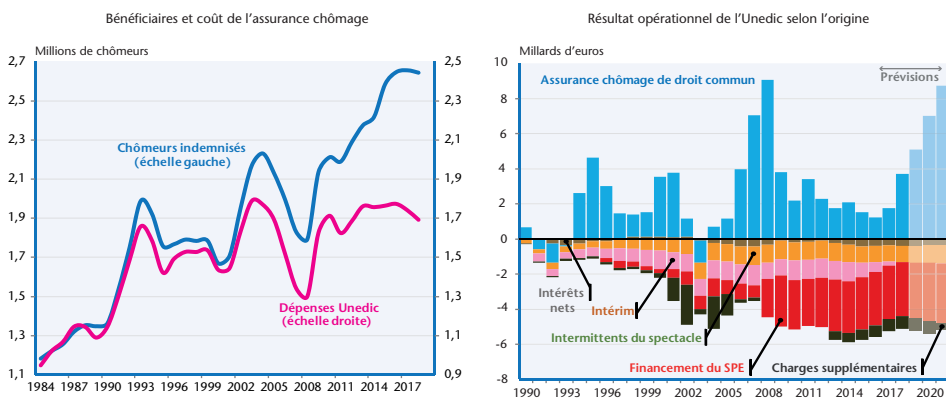 Bénéficiaires et coût de l’assurance chômage
Millions de chômeurs
2,7
2,5
2,3
2,1
1,9
1,7
1,5
1,3
1,1
2,5
2,3
2,1
1,9
1,7
1,5
1,3
1,1
0,9
Chômeurs indemnisés
(échelle gauche)
Dépenses Unedic
(échelle droite)
1984 1987 1990 1993 1996 1999 2002 2005 2008 2011 2014 2017
Résultat opérationnel de l’Unedic selon l’origine
Millards d’euros
10
8
6
4
2
0
-2
-4
-6
-8
Assurance chômage de droit commun
Prévisions
Intérêts
nets
Intérim
Intermittents du spectacle
Financement du SPE
Charges supplémentaires
1990 1993 1996 1999 2002 2005 2008 2011 2014 2017 2020